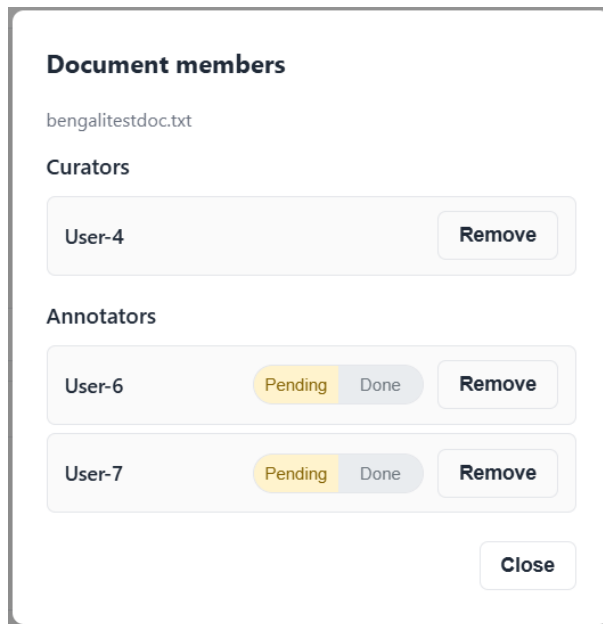 Document members
bengalitestdoc.txt
Curators
User-4 Remove
Annotators
User-6 Pending Done Remove
User-7 Pending Done Remove
Close